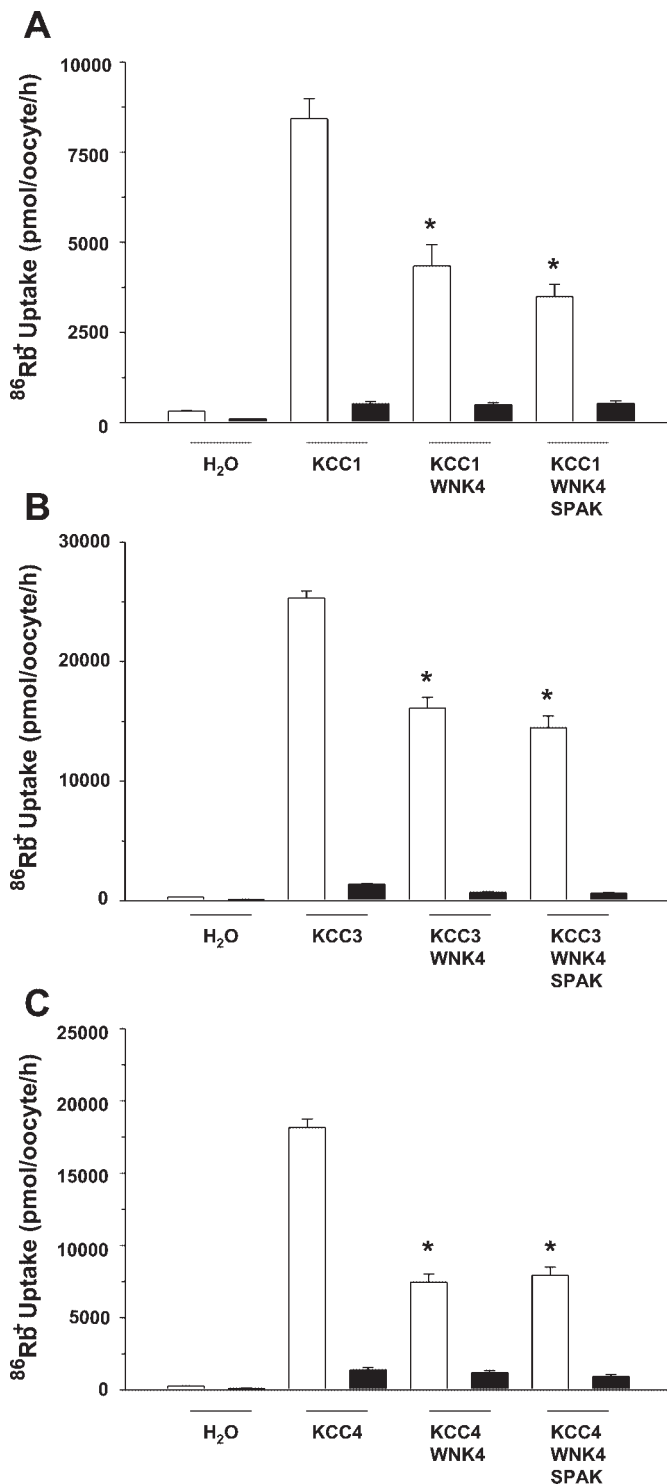 A
⁸⁶Rb⁺ Uptake (pmol/oocyte/h)
10000
7500
5000
2500
0
*
*
H₂O
KCC1
KCC1
WNK4
KCC1
WNK4
SPAK
B
⁸⁶Rb⁺ Uptake (pmol/oocyte/h)
30000
20000
10000
0
*
*
H₂O
KCC3
KCC3
WNK4
KCC3
WNK4
SPAK
C
⁸⁶Rb⁺ Uptake (pmol/oocyte/h)
25000
20000
15000
10000
5000
0
*
*
H₂O
KCC4
KCC4
WNK4
KCC4
WNK4
SPAK